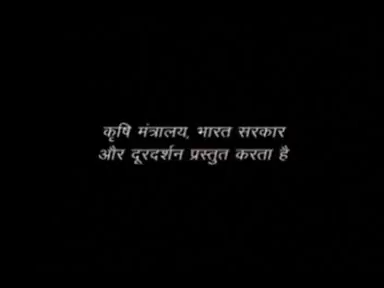 कृषि मंत्रालय, भारत सरकार
और दूरदर्शन प्रस्तुत करता है